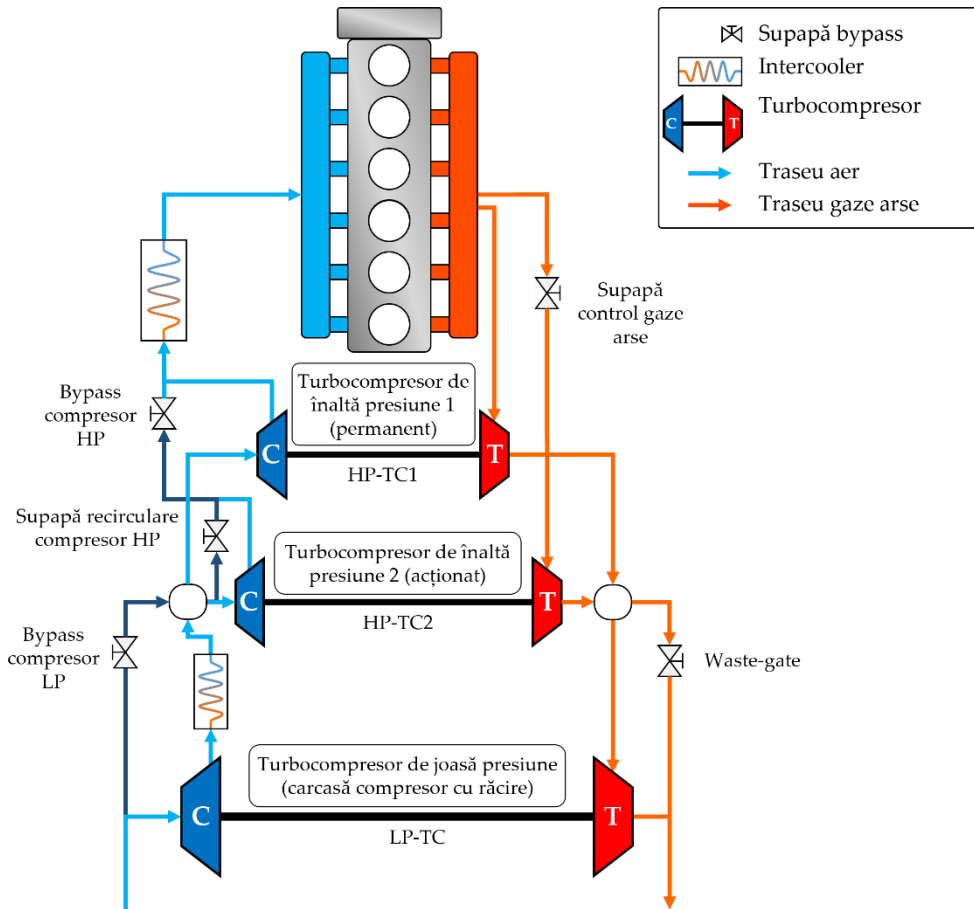 Supapă bypass
Intercooler
Turbocompresor
C
T
Traseu aer
Traseu gaze arse
Supapă
control gaze
arse
Bypass
compresor
HP
Turbocompresor de
înaltă presiune 1
(permanent)
C
T
HP-TC1
Supapă recirculare
compresor HP
Turbocompresor de înaltă
presiune 2 (acționat)
C
T
HP-TC2
Bypass
compresor
LP
Waste-gate
Turbocompresor de joasă presiune
(carcasă compresor cu răcire)
C
T
LP-TC